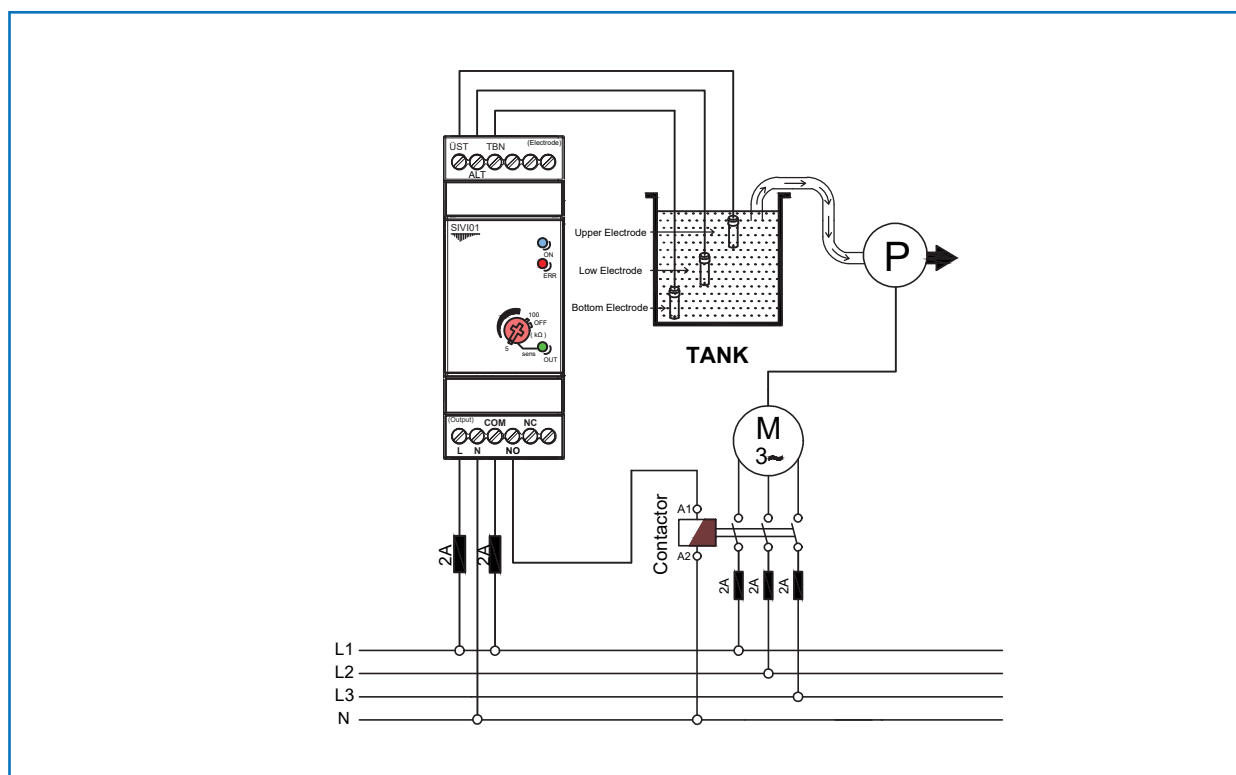 ÜST
TBN
(Electrode)
ALT
SIVI01
ON
ERR
100
OFF
( kΩ )
5
sens
OUT
(Output)
COM
NC
L
N
NO
Upper Electrode
Low Electrode
Bottom Electrode
TANK
P
M
3~
Contactor
A1
A2
2A
2A
2A
2A
2A
L1
L2
L3
N